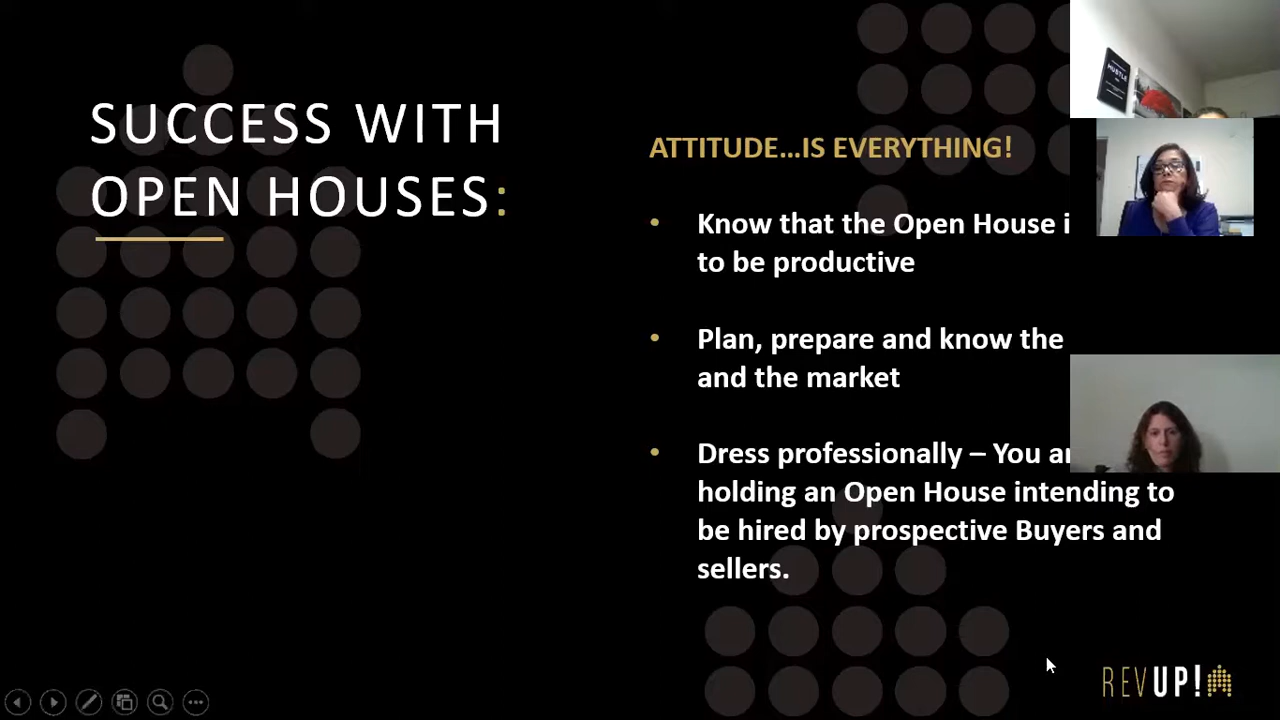 SUCCESS WITH
OPEN HOUSES:
ATTITUDE...IS EVERYTHING!
• Know that the Open House i
to be productive
• Plan, prepare and know the
and the market
• Dress professionally – You ar
holding an Open House intending to
be hired by prospective Buyers and
sellers.
HUSTLE
REVUP!